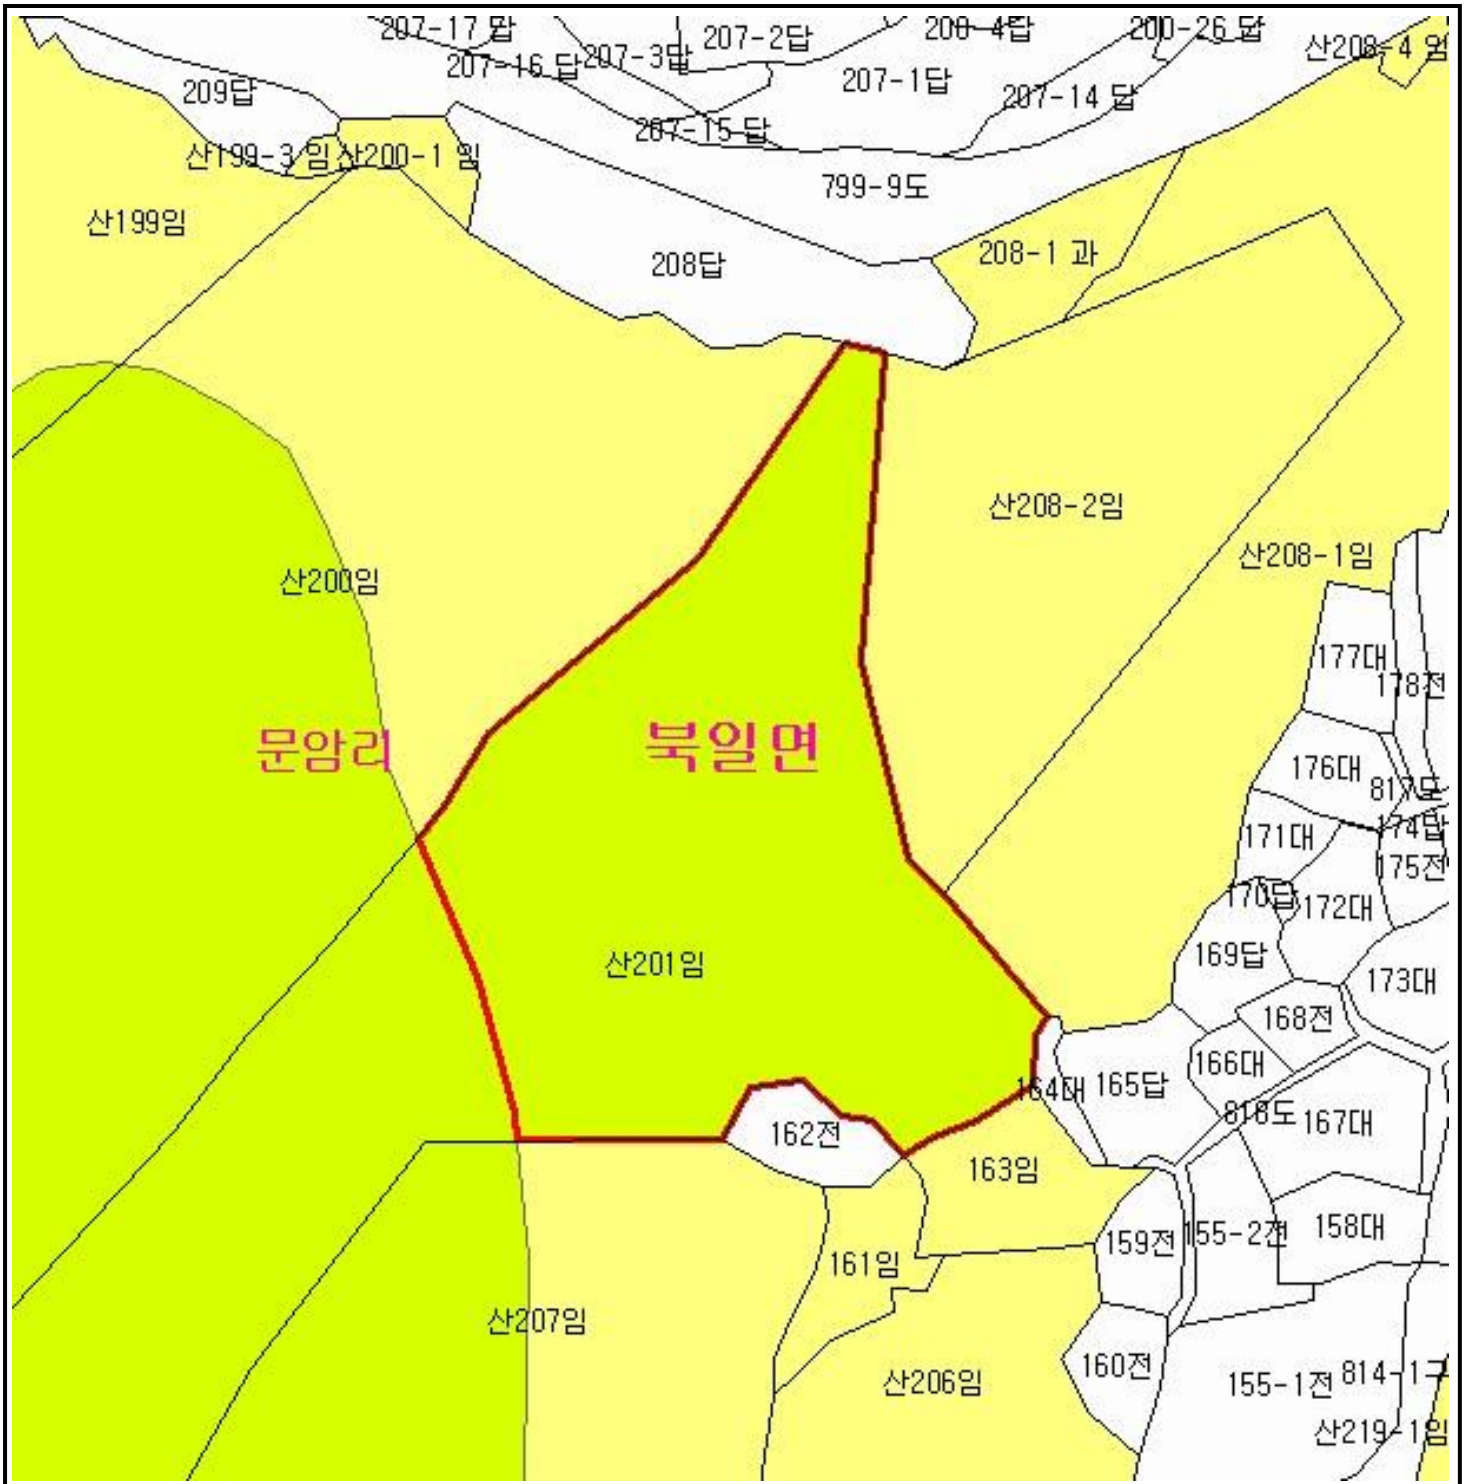 207-17 답
207-2답
200-4답
200-26 답
207-3답
산208-4 임
207-16 답
207-1답
209답
207-14 답
207-15 답
산199-3 임
산200-1 임
799-9도
산199임
208-1 과
208답
산208-2임
산208-1임
산200임
177대
178전
문암리
북일면
176대
817도
174답
171대
175전
170답
172대
169답
산201임
173대
168전
166대
164대
165답
818도
167대
162전
163임
155-2전
158대
159전
161임
산207임
160전
산206임
155-1전
814-1구
산219-1임